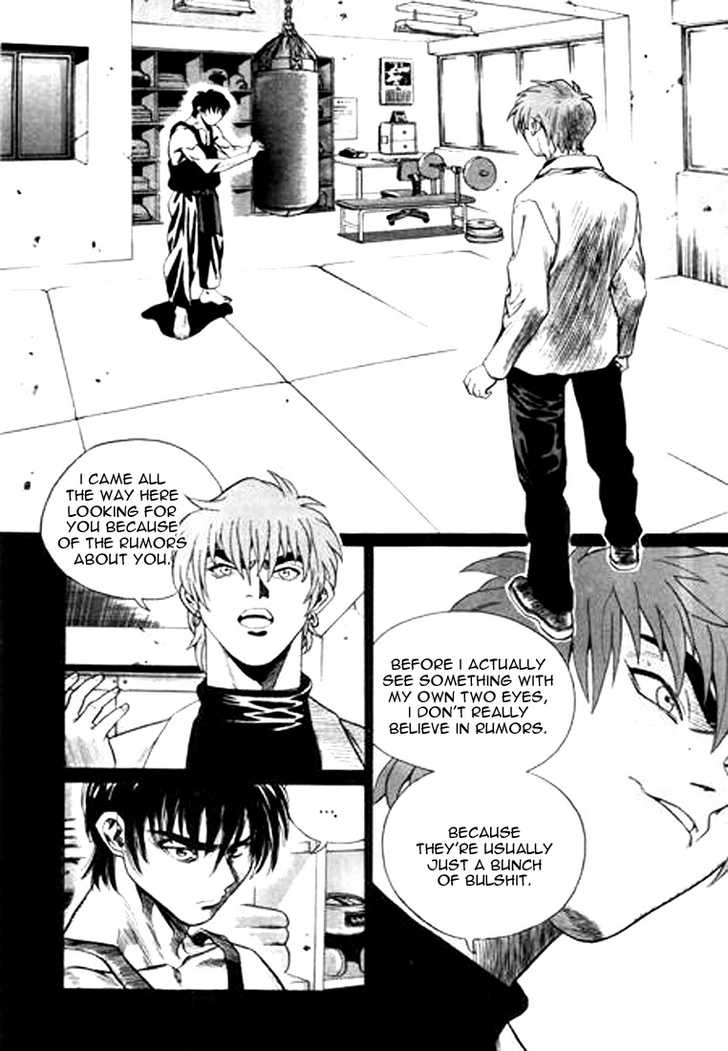 I CAME ALL
THE WAY HERE
LOOKING FOR
YOU BECAUSE
OF THE RUMORS
ABOUT YOU.
BEFORE I ACTUALLY
SEE SOMETHING WITH
MY OWN TWO EYES,
I DON'T REALLY
BELIEVE IN RUMORS.
BECAUSE
THEY'RE USUALLY
JUST A BUNCH
OF BULSHIT.
...